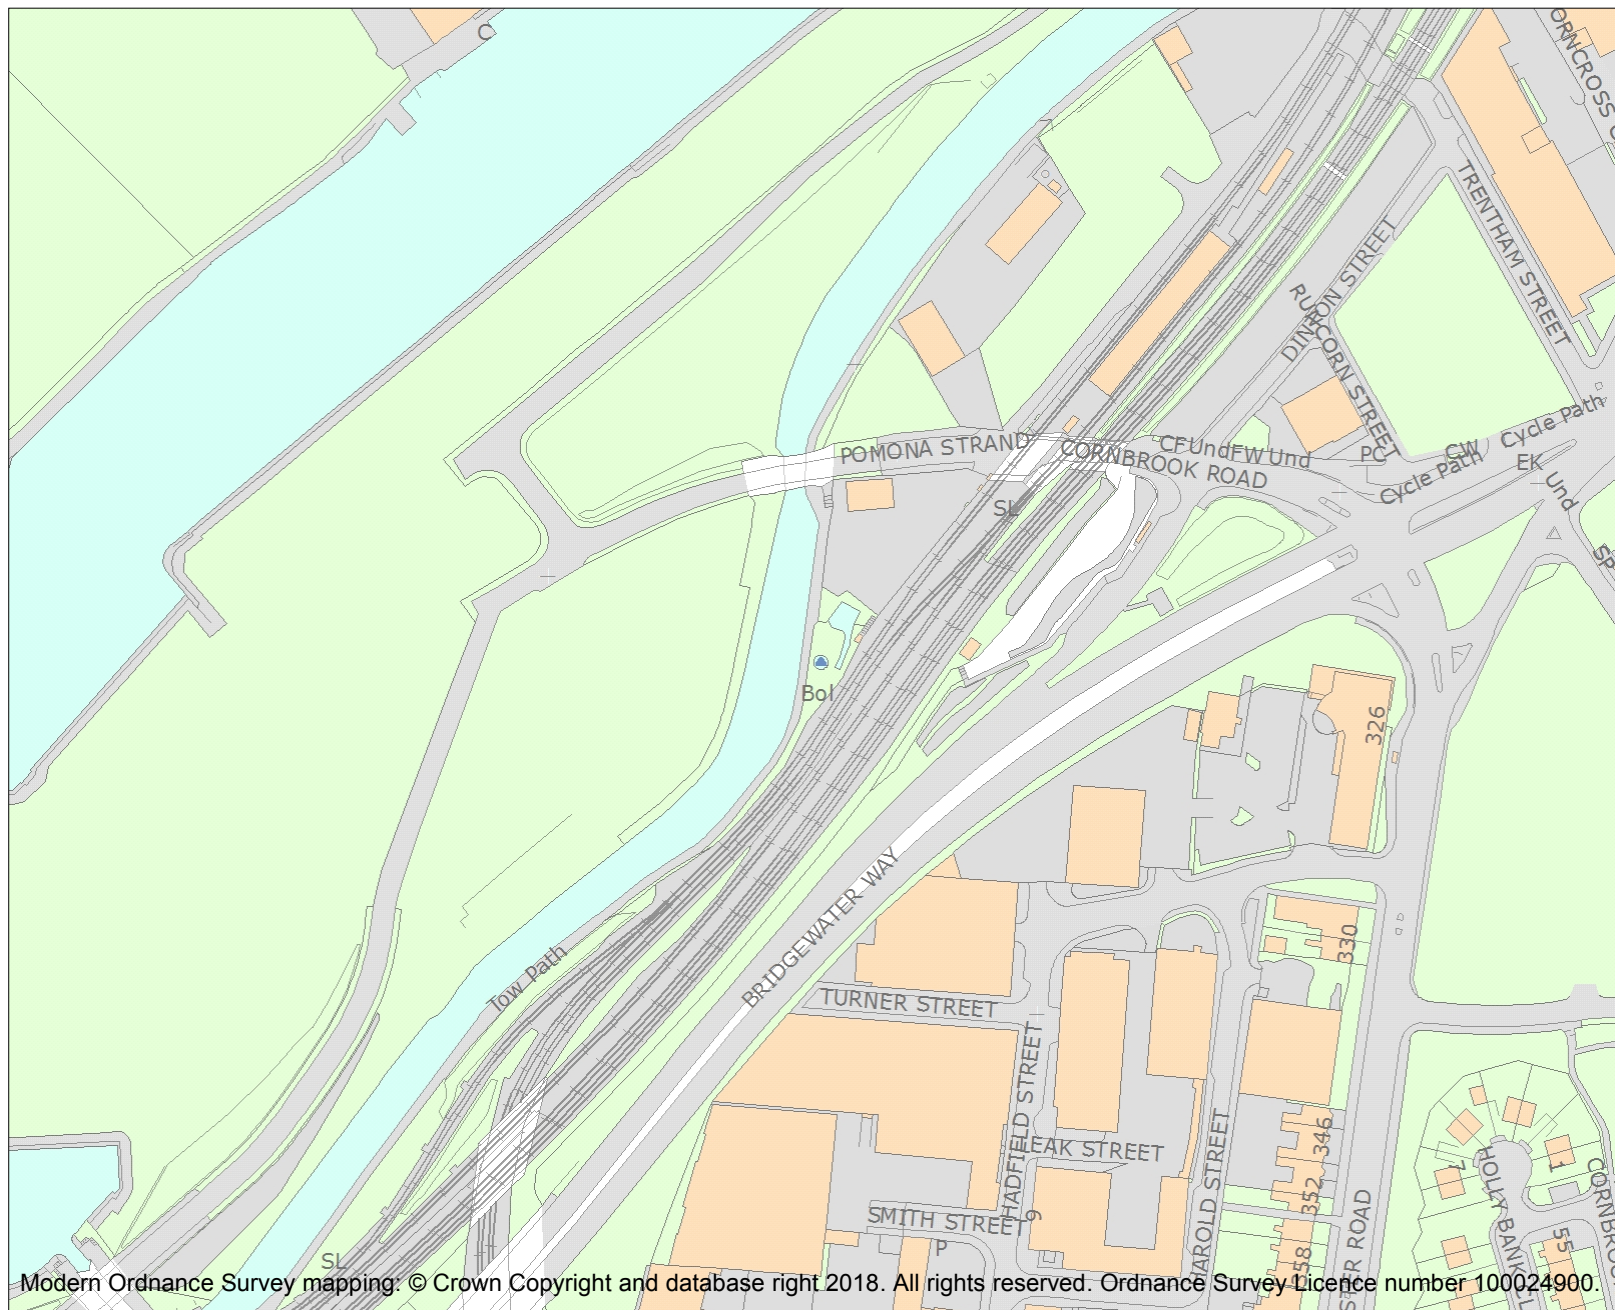 C
TRENTHAM STREET
DINTON STREET
RUNCORN STREET
POMONA STRAND
CORNBROOK ROAD
CF Und FW Und
PC
CW
Cycle Path
Cycle Path
EK
Und
SL
Bol
326
BRIDGEWATER WAY
Tow Path
330
TURNER STREET
HADFIELD STREET
LEAK STREET
HAROLD STREET
346
352
358
SMITH STREET
9
P
7
1
55
SL
Modern Ordnance Survey mapping: © Crown Copyright and database right 2018. All rights reserved. Ordnance Survey Licence number 100024900.